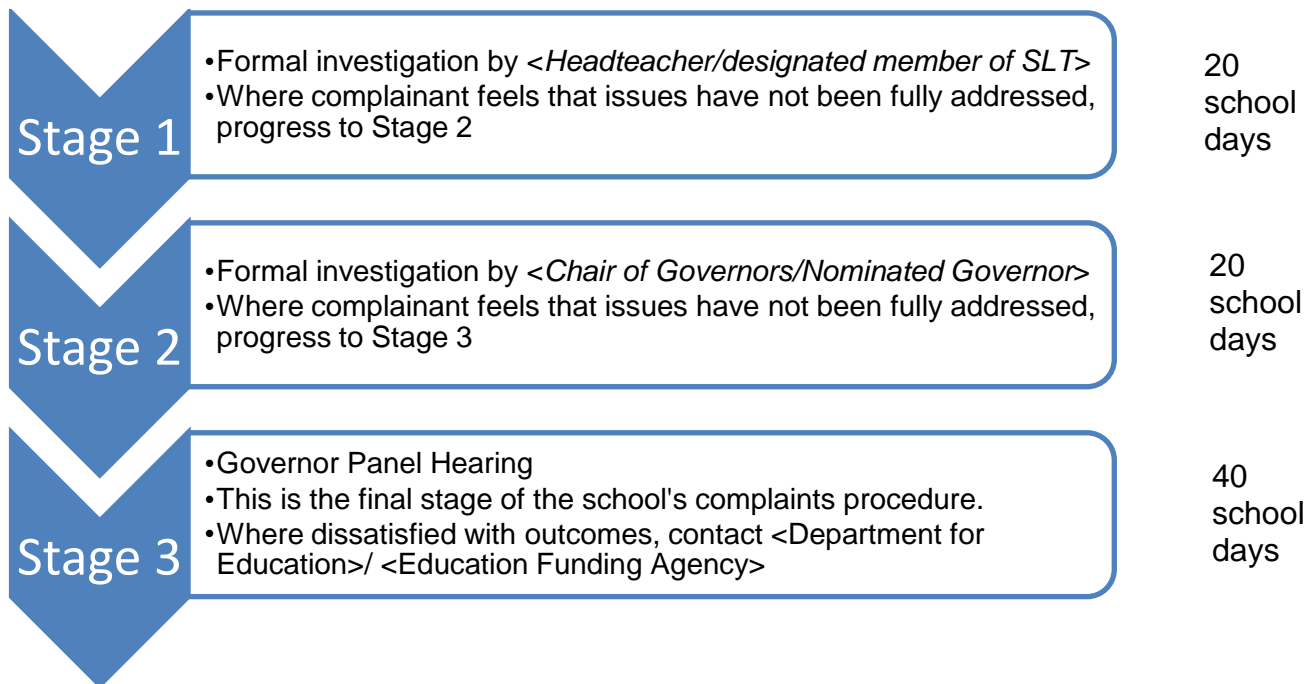 Stage 1
•Formal investigation by <Headteacher/designated member of SLT>
•Where complainant feels that issues have not been fully addressed,
progress to Stage 2
20
school
days
Stage 2
•Formal investigation by <Chair of Governors/Nominated Governor>
•Where complainant feels that issues have not been fully addressed,
progress to Stage 3
20
school
days
Stage 3
•Governor Panel Hearing
•This is the final stage of the school's complaints procedure.
•Where dissatisfied with outcomes, contact <Department for
Education>/ <Education Funding Agency>
40
school
days